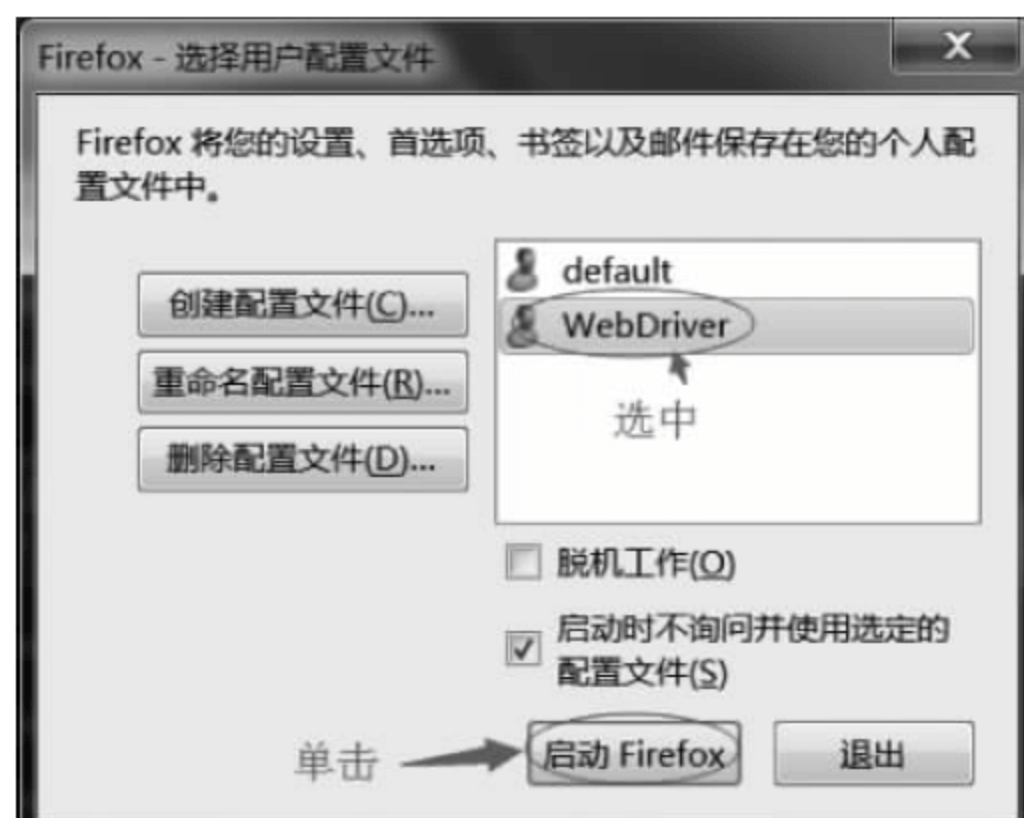 Firefox - 选择用户配置文件
Firefox 将您的设置、首选项、书签以及邮件保存在您的个人配
置文件中。
default
创建配置文件(C)...
WebDriver
重命名配置文件(R)...
选中
删除配置文件(D)...
脱机工作(O)
启动时不询问并使用选定的
配置文件(S)
单击
启动 Firefox
退出